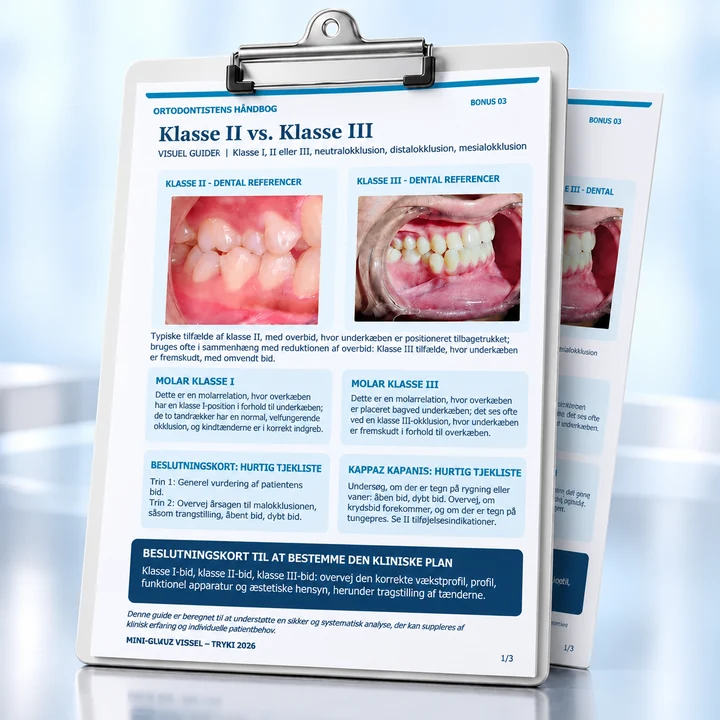 ORTODONTISTENS HÅNDBOG
BONUS 03
Klasse II vs. Klasse III
VISUEL GUIDER | Klasse I, II eller III, neutralokklusion, distalokklusion, mesialokklusion
KLASSE II - DENTAL REFERENCER
KLASSE III - DENTAL REFERENCER
Typiske tilfælde af klasse II, med overbid, hvor underkæben er positioneret tilbagetrukket;
bruges ofte i sammenhæng med reduktionen af overbid: Klasse III tilfælde, hvor underkæben
er fremskudt, med omvendt bid.
MOLAR KLASSE I
Dette er en molarrelation, hvor overkæben
har en klasse I-position i forhold til underkæben;
de to tandrækker har en normal, velfungerende
okklusion, og kindtænderne er i korrekt indgreb.
MOLAR KLASSE III
Dette er en molarrelation, hvor overkæben
er placeret bagved underkæben; det ses ofte
ved en klasse III-okklusion, hvor underkæben
er fremskudt i forhold til overkæben.
BESLUTNINGSKORT: HURTIG TJEKLISTE
Trin 1: Generel vurdering af patientens
bid.
Trin 2: Overvej årsagen til malokklusionen,
såsom trangstilling, åbent bid, dybt bid.
KAPPAZ KAPANIS: HURTIG TJEKLISTE
Undersøg, om der er tegn på rygning eller
vaner: åben bid, dybt bid. Overvej, om
krydsbid forekommer, og om der er tegn på
tungepres. Se II tilføjelsesindikationer.
BESLUTNINGSKORT TIL AT BESTEMME DEN KLINISKE PLAN
Klasse I-bid, klasse II-bid, klasse III-bid: overvej den korrekte vækstprofil, profil,
funktionel apparatur og æstetiske hensyn, herunder tragstilling af tænderne.
Denne guide er beregnet til at understøtte en sikker og systematisk analyse, der kan suppleres af
klinisk erfaring og individuelle patientbehov.
VISSEL – TRYKI 2026
1/3
BONUS 03
E III - DENTAL
det ses ofte
underkæben.
1/3